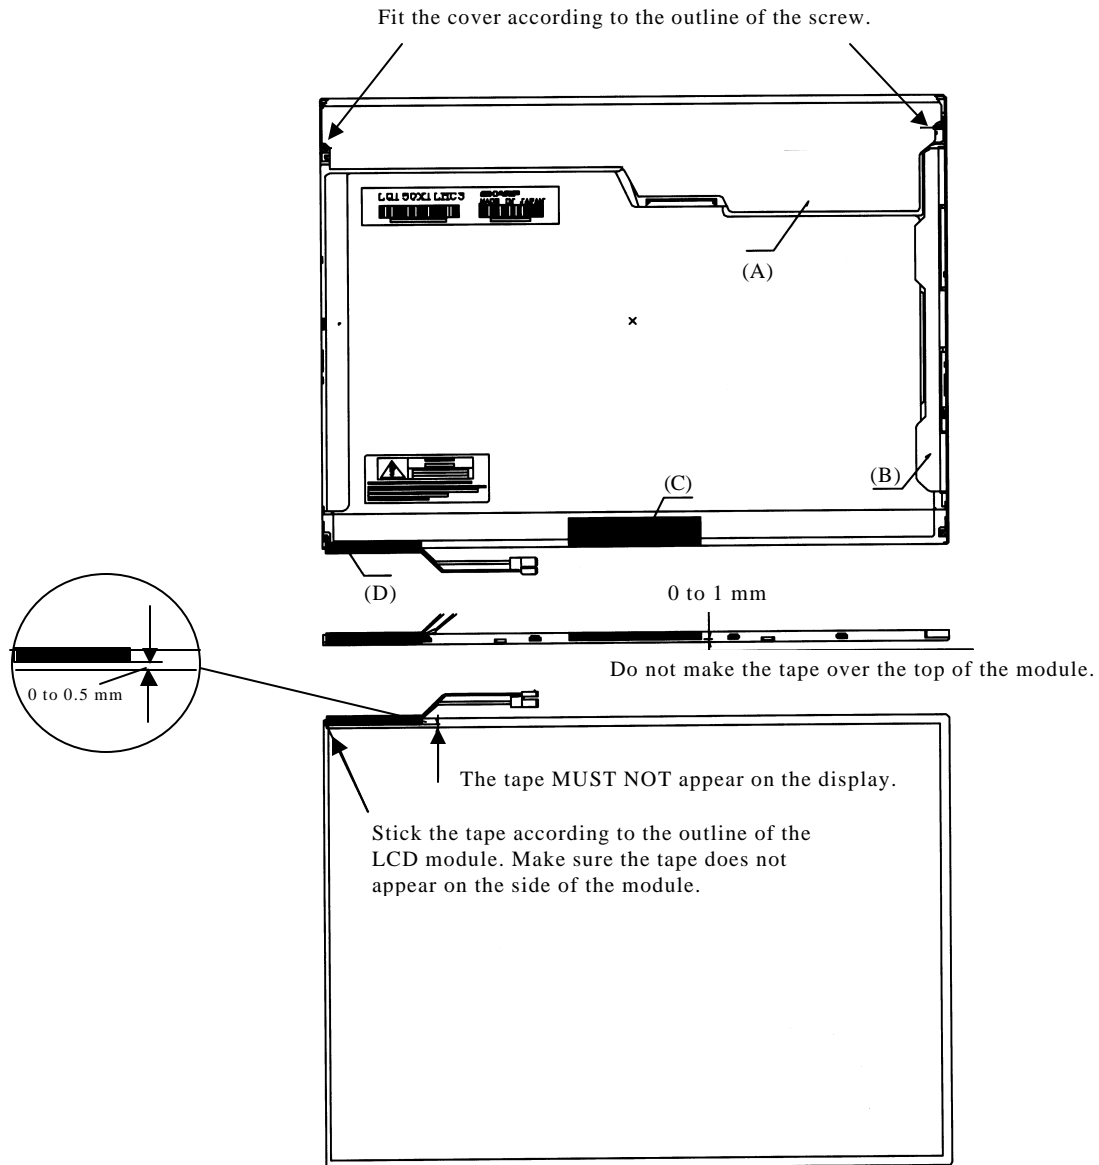 Fit the cover according to the outline of the screw.
MADE IN JAPAN
(A)
(B)
(C)
(D)
0 to 1 mm
Do not make the tape over the top of the module.
0 to 0.5 mm
The tape MUST NOT appear on the display.
Stick the tape according to the outline of the
LCD module. Make sure the tape does not
appear on the side of the module.